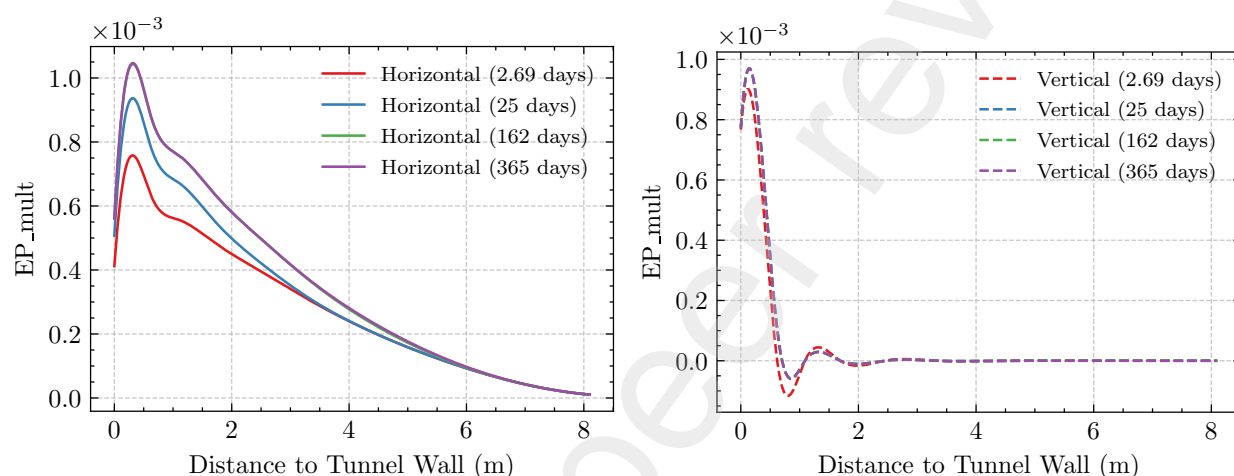 ×10⁻³
1.0
0.8
0.6
0.4
0.2
0.0
EP_mult
Horizontal (2.69 days)
Horizontal (25 days)
Horizontal (162 days)
Horizontal (365 days)
0 2 4 6 8
Distance to Tunnel Wall (m)
×10⁻³
1.0
0.8
0.6
0.4
0.2
0.0
EP_mult
Vertical (2.69 days)
Vertical (25 days)
Vertical (162 days)
Vertical (365 days)
0 2 4 6 8
Distance to Tunnel Wall (m)
peer rev